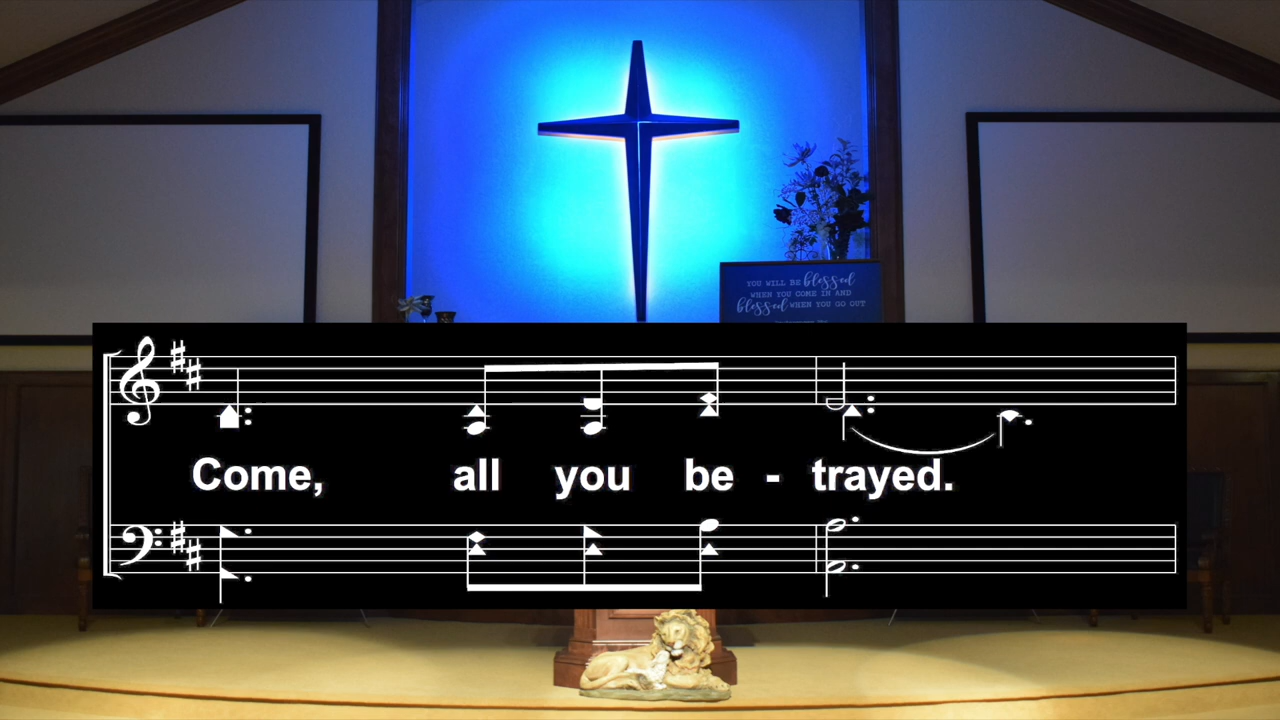 YOU WILL BE blessed
WHEN YOU COME IN AND
blessed WHEN YOU GO OUT
Come, all you be - trayed.